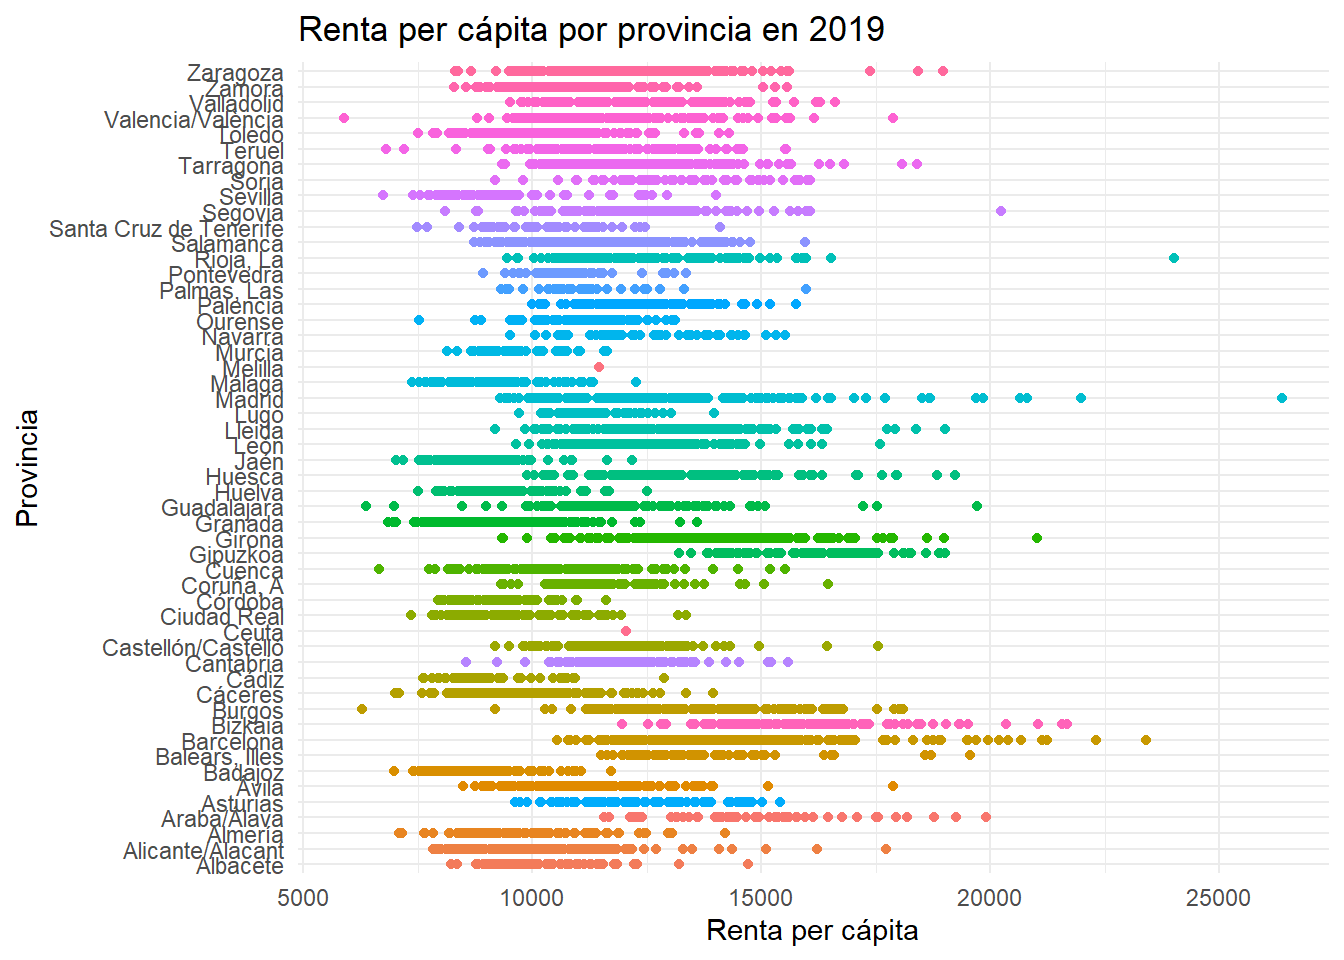 Renta per cápita por provincia en 2019
Zaragoza
Zamora
Valladolid
Valencia/València
Toledo
Teruel
Tarragona
Soria
Sevilla
Segovia
Santa Cruz de Tenerife
Salamanca
Rioja, La
Pontevedra
Palmas, Las
Palencia
Ourense
Navarra
Murcia
Melilla
Málaga
Madrid
Lugo
Lleida
León
Jaén
Huesca
Huelva
Guadalajara
Granada
Girona
Gipuzkoa
Cuenca
Coruña, A
Córdoba
Ciudad Real
Ceuta
Castellón/Castelló
Cantabria
Cádiz
Cáceres
Burgos
Bizkaia
Barcelona
Balears, Illes
Badajoz
Ávila
Asturias
Araba/Álava
Almería
Alicante/Alacant
Albacete
Provincia
5000 10000 15000 20000 25000
Renta per cápita